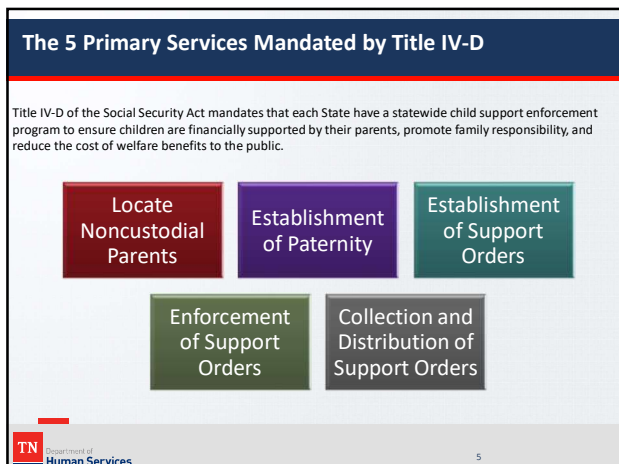 The 5 Primary Services Mandated by Title IV-D
Title IV-D of the Social Security Act mandates that each State have a statewide child support enforcement
program to ensure children are financially supported by their parents, promote family responsibility, and
reduce the cost of welfare benefits to the public.
Locate
Noncustodial
Parents
Establishment
of Paternity
Establishment
of Support
Orders
Enforcement
of Support
Orders
Collection and
Distribution of
Support Orders
TN
Department of
Human Services
5